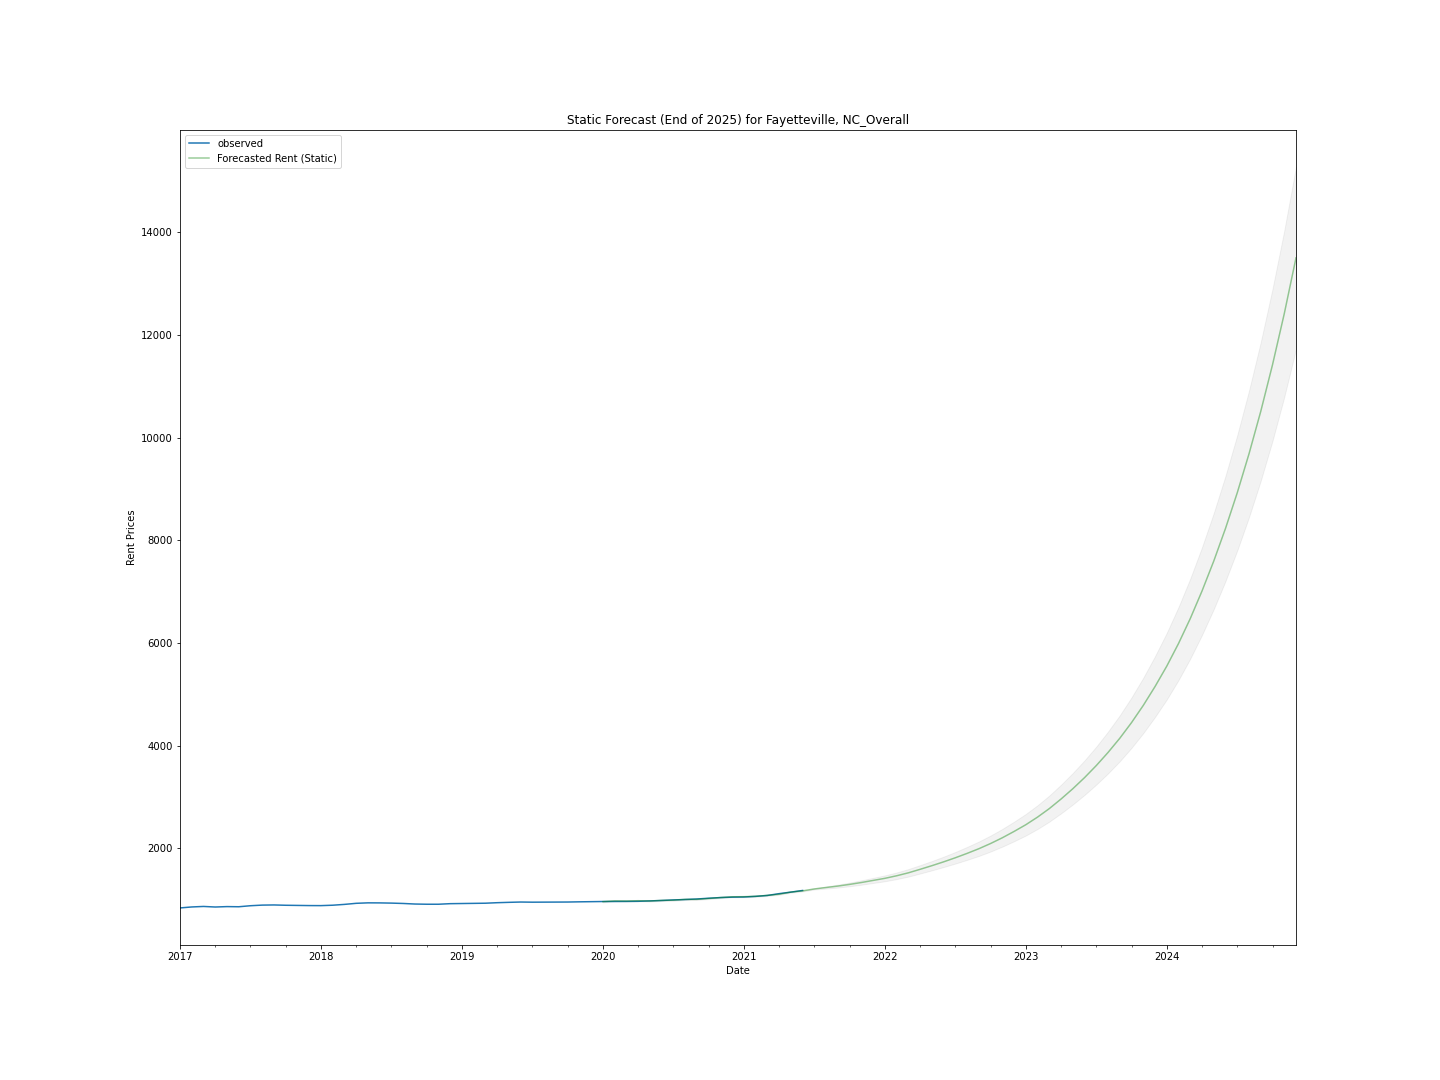 Static Forecast (End of 2025) for Fayetteville, NC_Overall
observed
Forecasted Rent (Static)
14000
12000
10000
8000
6000
4000
2000
Rent Prices
2017 2018 2019 2020 2021 2022 2023 2024
Date